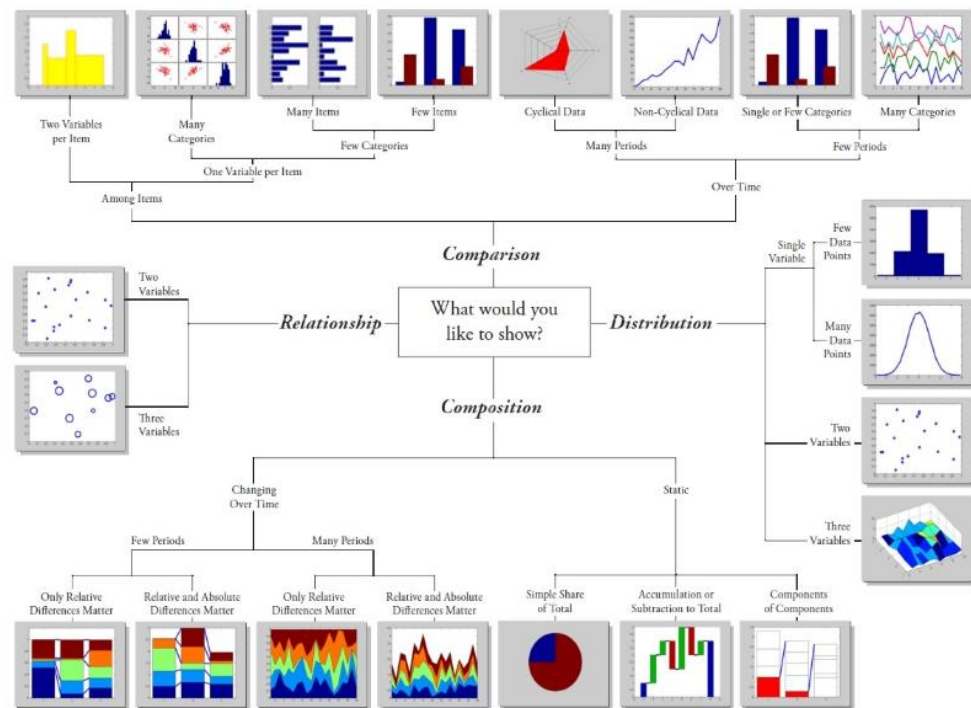 Two Variables
per Item
Many
Categories
Many Items
Few Items
Cyclical Data
Non-Cyclical Data
Single or Few Categories
Many Categories
Few Categories
Many Periods
Few Periods
One Variable per Item
Among Items
Over Time
Comparison
What would you
like to show?
Relationship
Two
Variables
Three
Variables
Distribution
Single
Variable
Few
Data
Points
Many
Data
Points
Two
Variables
Three
Variables
Composition
Changing
Over Time
Static
Few Periods
Many Periods
Only Relative
Differences Matter
Relative and Absolute
Differences Matter
Only Relative
Differences Matter
Relative and Absolute
Differences Matter
Simple Share
of Total
Accumulation or
Subtraction to Total
Components
of Components